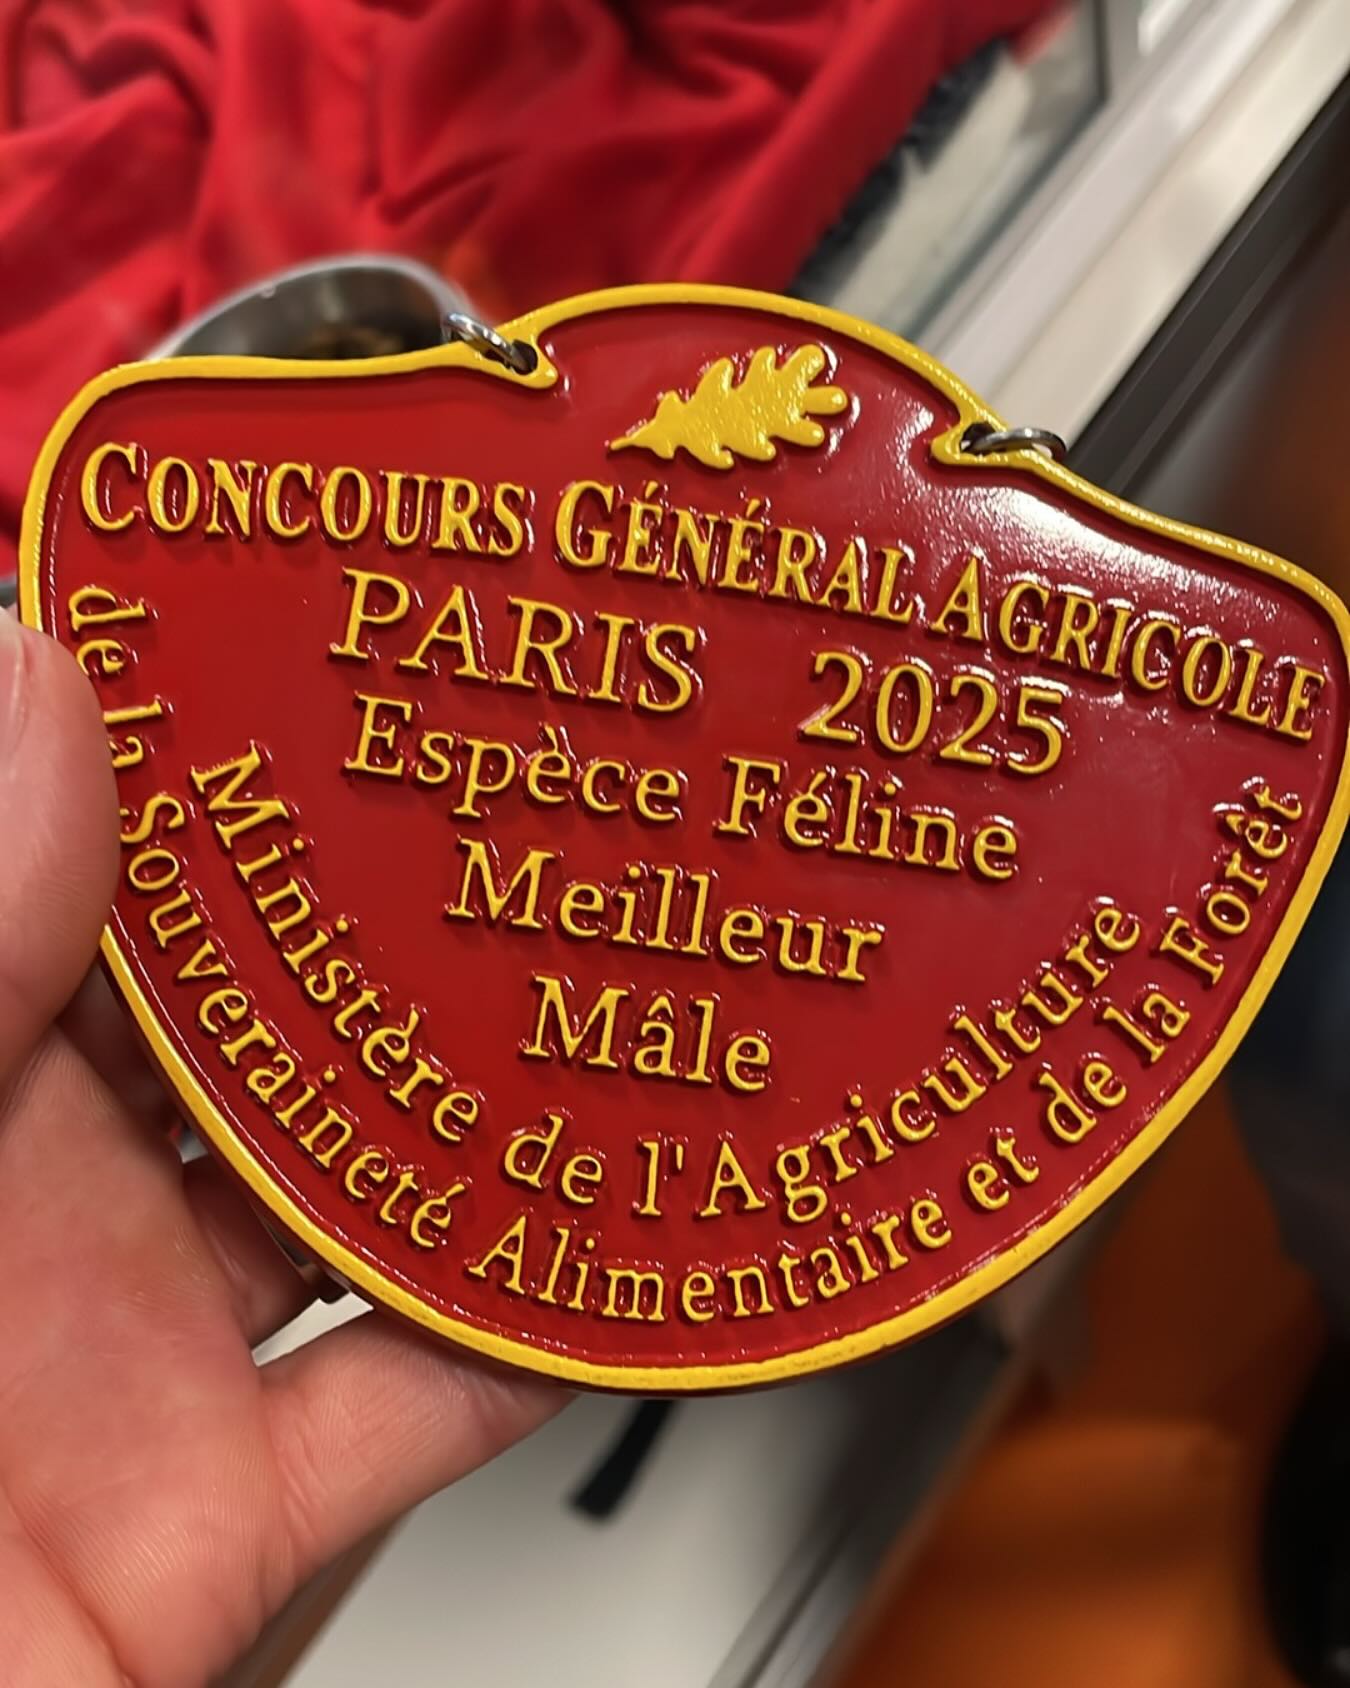 CONCOURS GÉNÉRAL AGRICOLE
PARIS 2025
Espèce Féline
Meilleur
Mâle
Ministère de l'Agriculture
de la Souveraineté Alimentaire et de la Forêt